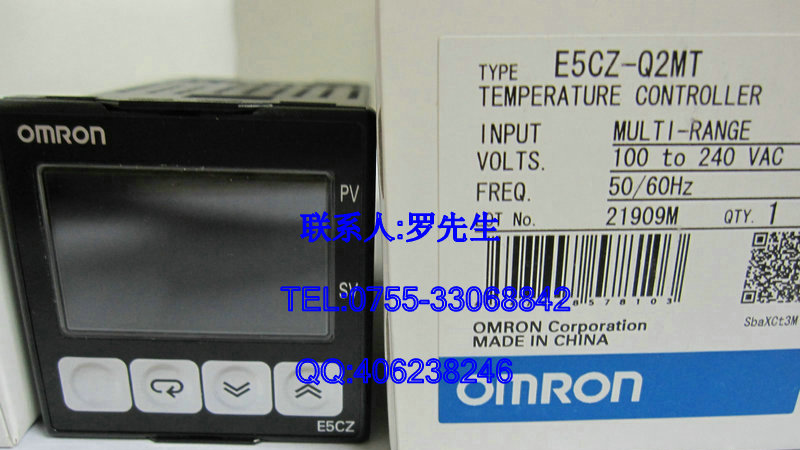 OMRON
PV
SV
E5CZ
TYPE E5CZ-Q2MT
TEMPERATURE CONTROLLER
INPUT MULTI-RANGE
VOLTS. 100 to 240 VAC
FREQ. 50/60Hz
No. 21909M QTY. 1
8578103
SbaXCt3M
OMRON Corporation
MADE IN CHINA
OMRON
联系人:罗先生
TEL:0755-33068842
QQ:406238246